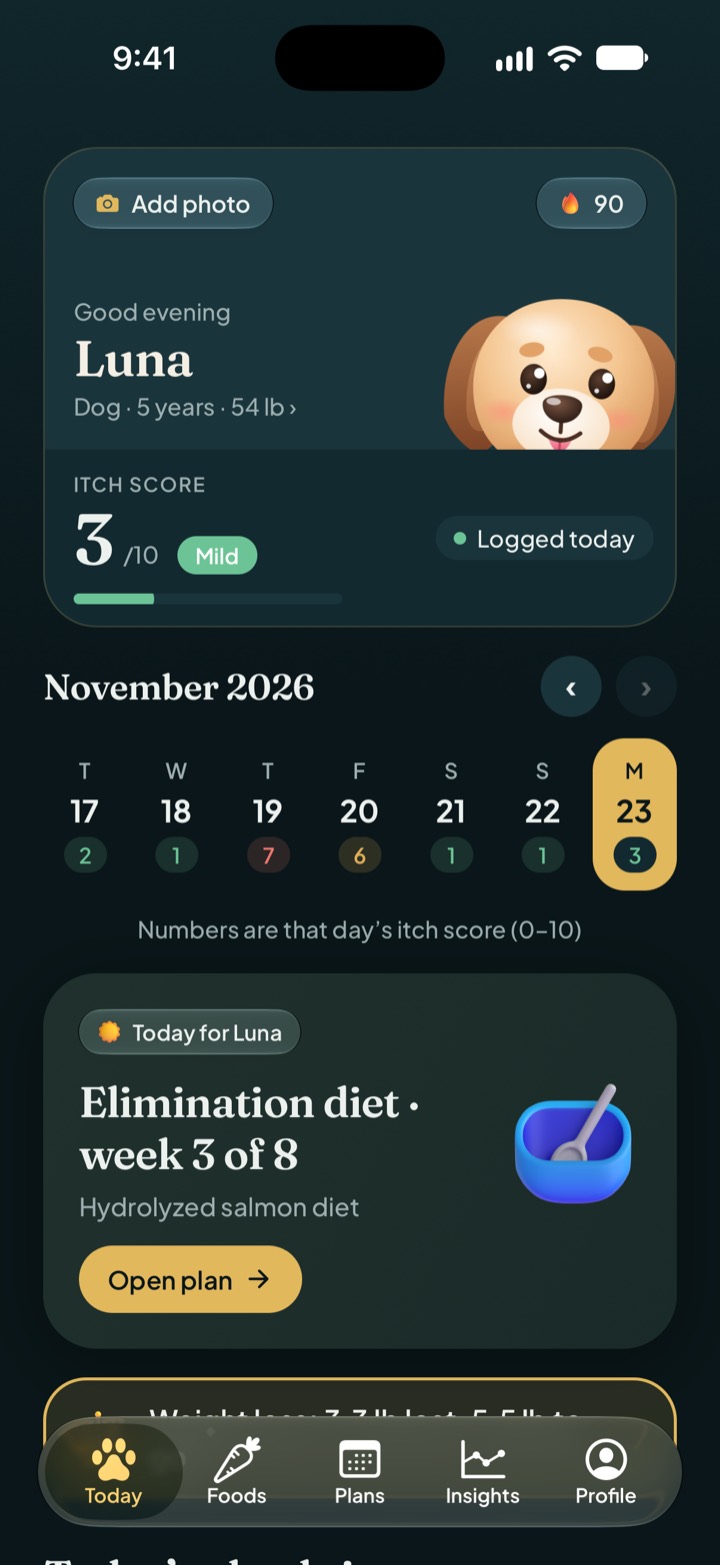 9:41
Add photo
90
Good evening
Luna
Dog · 5 years · 54 lb ›
ITCH SCORE
3 /10 Mild
Logged today
November 2026
‹ ›
T W T F S S M
17 18 19 20 21 22 23
2 1 7 6 1 1 3
Numbers are that day’s itch score (0–10)
Today for Luna
Elimination diet ·
week 3 of 8
Hydrolyzed salmon diet
Open plan →
Today Foods Plans Insights Profile